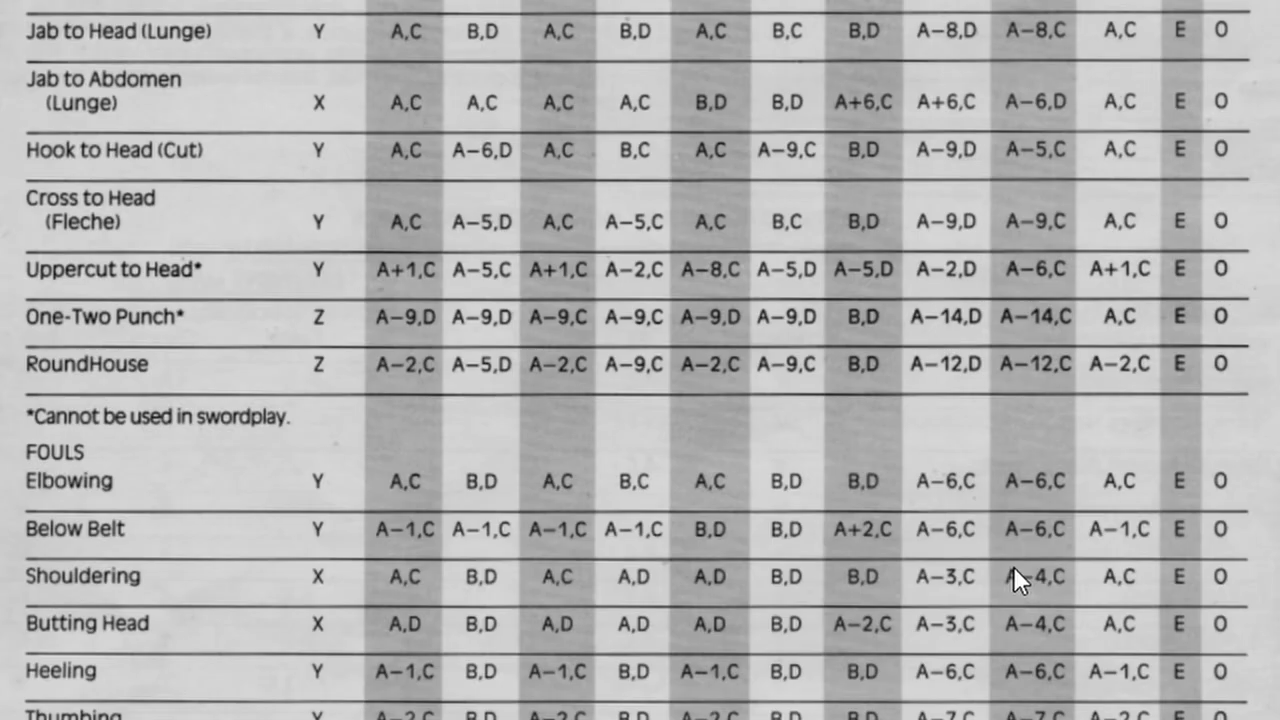 Jab to Head (Lunge) Y A,C B,D A,C B,D A,C B,C B,D A−8,D A−8,C A,C E O
Jab to Abdomen
(Lunge) X A,C A,C A,C A,C B,D B,D A+6,C A+6,C A−6,D A,C E O
Hook to Head (Cut) Y A,C A−6,D A,C B,C A,C A−9,C B,D A−9,D A−5,C A,C E O
Cross to Head
(Fleche) Y A,C A−5,D A,C A−5,C A,C B,C B,D A−9,D A−9,C A,C E O
Uppercut to Head* Y A+1,C A−5,C A+1,C A−2,C A−8,C A−5,D A−5,D A−2,D A−6,C A+1,C E O
One-Two Punch* Z A−9,D A−9,D A−9,C A−9,C A−9,D A−9,D B,D A−14,D A−14,C A,C E O
RoundHouse Z A−2,C A−5,D A−2,C A−9,C A−2,C A−9,C B,D A−12,D A−12,C A−2,C E O
*Cannot be used in swordplay.
FOULS
Elbowing Y A,C B,D A,C B,C A,C B,D B,D A−6,C A−6,C A,C E O
Below Belt Y A−1,C A−1,C A−1,C A−1,C B,D B,D A+2,C A−6,C A−6,C A−1,C E O
Shouldering X A,C B,D A,C A,D A,D B,D B,D A−3,C A−4,C A,C E O
Butting Head X A,D B,D A,D A,D A,D B,D A−2,C A−3,C A−4,C A,C E O
Heeling Y A−1,C B,D A−1,C B,D A−1,C B,D B,D A−6,C A−6,C A−1,C E O
Thumbing Y A−2,C B,D A−2,C B,D A−2,C B,D B,D A−7,C A−7,C A−2,C E O